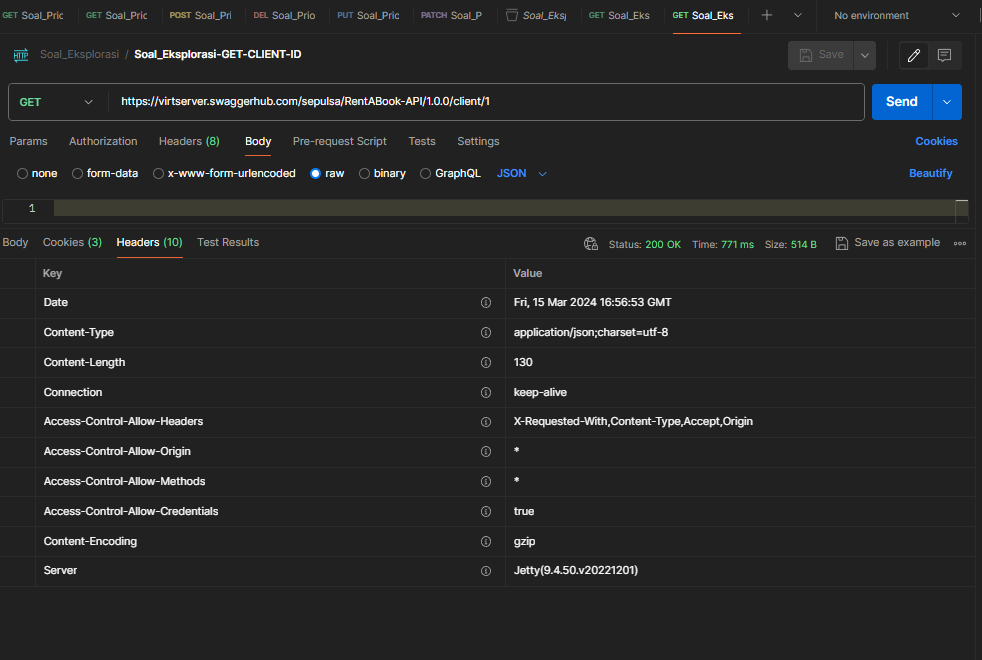 GET Soal_Pric GET Soal_Pric POST Soal_Pri DEL Soal_Prio PUT Soal_Pric PATCH Soal_P Soal_Eksp GET Soal_Eks GET Soal_Eks No environment
HTTP Soal_Eksplorasi / Soal_Eksplorasi-GET-CLIENT-ID Save
GET https://virtserver.swaggerhub.com/sepulsa/RentABook-API/1.0.0/client/1 Send
Params Authorization Headers (8) Body Pre-request Script Tests Settings Cookies
none form-data x-www-form-urlencoded raw binary GraphQL JSON Beautify
1
Body Cookies (3) Headers (10) Test Results Status: 200 OK Time: 771 ms Size: 514 B Save as example
Key Value
Date Fri, 15 Mar 2024 16:56:53 GMT
Content-Type application/json;charset=utf-8
Content-Length 130
Connection keep-alive
Access-Control-Allow-Headers X-Requested-With,Content-Type,Accept,Origin
Access-Control-Allow-Origin *
Access-Control-Allow-Methods *
Access-Control-Allow-Credentials true
Content-Encoding gzip
Server Jetty(9.4.50.v20221201)